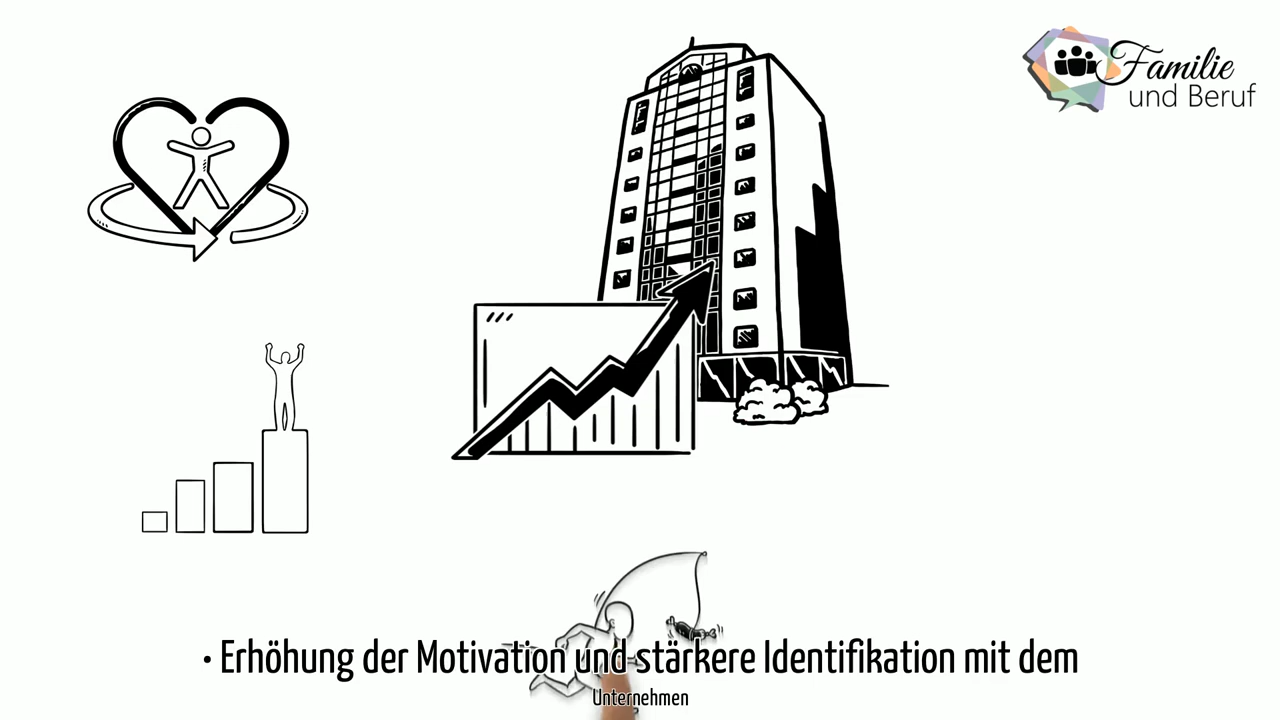 Familie
und Beruf
• Erhöhung der Motivation und stärkere Identifikation mit dem
Unternehmen